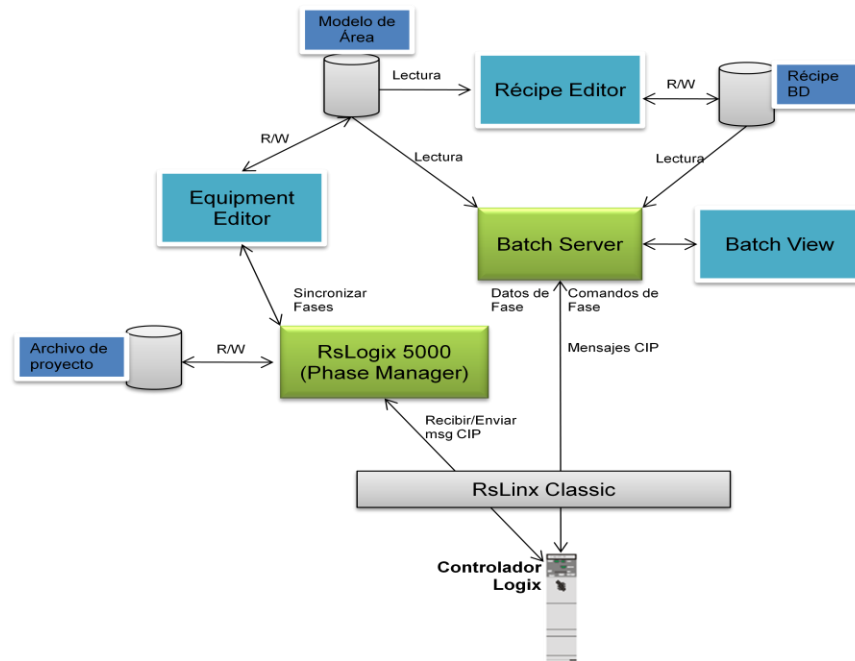 Modelo de
Área
Lectura
Récipe Editor
R/W
Récipe
BD
R/W
Lectura
Lectura
Equipment
Editor
Batch Server
Batch View
Sincronizar
Fases
Datos de
Fase
Comandos de
Fase
Archivo de
proyecto
R/W
RsLogix 5000
(Phase Manager)
Mensajes CIP
Recibir/Enviar
msg CIP
RsLinx Classic
Controlador
Logix